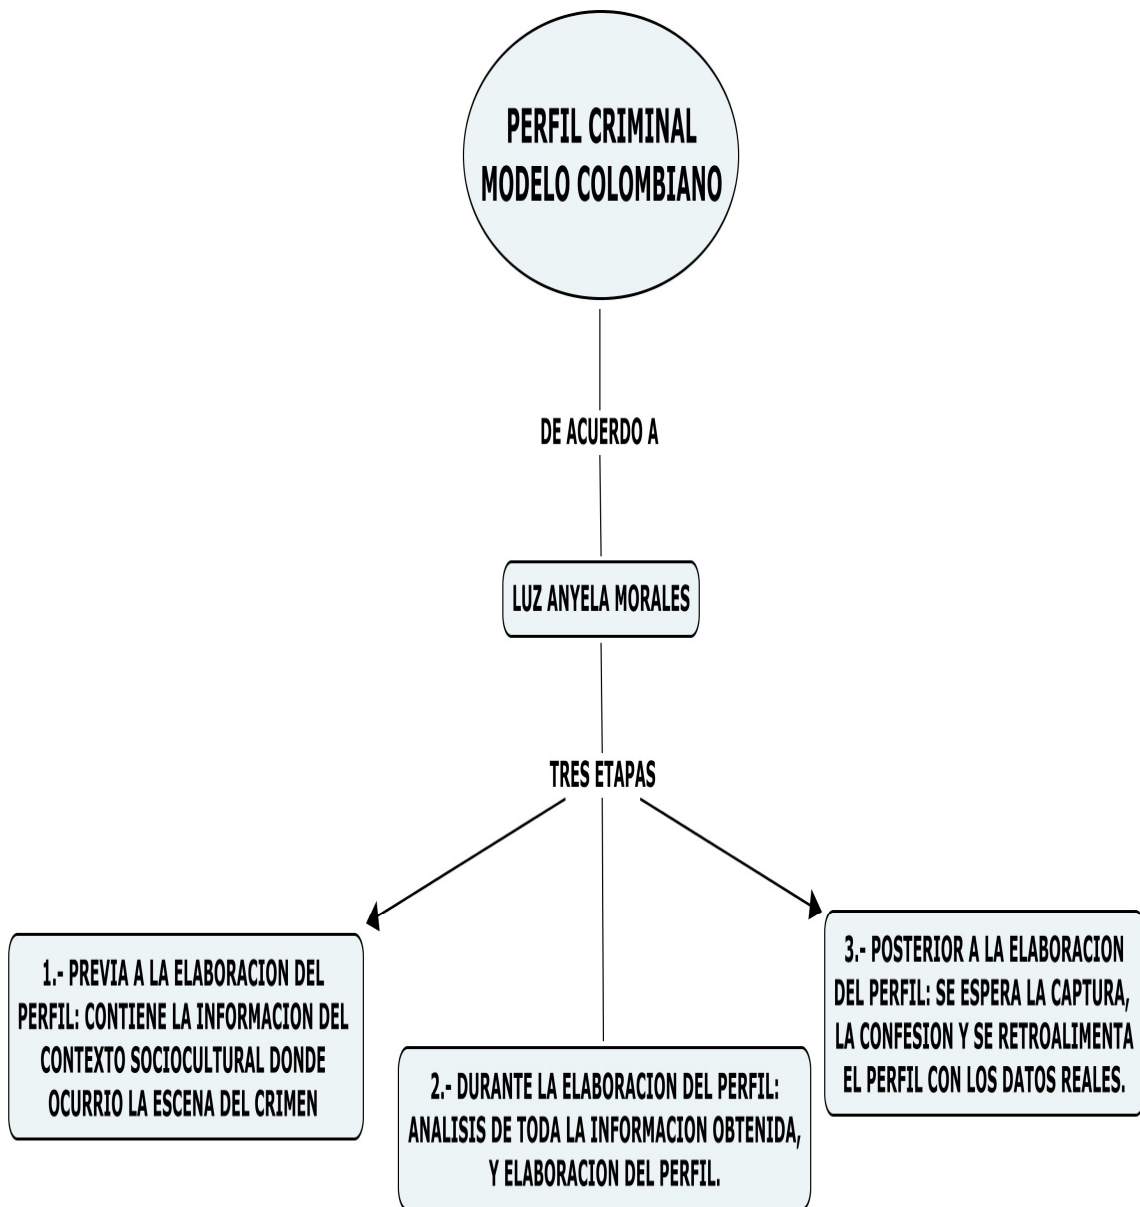 PERFIL CRIMINAL
MODELO COLOMBIANO
DE ACUERDO A
LUZ ANYELA MORALES
TRES ETAPAS
1.- PREVIA A LA ELABORACION DEL
PERFIL: CONTIENE LA INFORMACION DEL
CONTEXTO SOCIOCULTURAL DONDE
OCURRIO LA ESCENA DEL CRIMEN
2.- DURANTE LA ELABORACION DEL PERFIL:
ANALISIS DE TODA LA INFORMACION OBTENIDA,
Y ELABORACION DEL PERFIL.
3.- POSTERIOR A LA ELABORACION
DEL PERFIL: SE ESPERA LA CAPTURA,
LA CONFESION Y SE RETROALIMENTA
EL PERFIL CON LOS DATOS REALES.